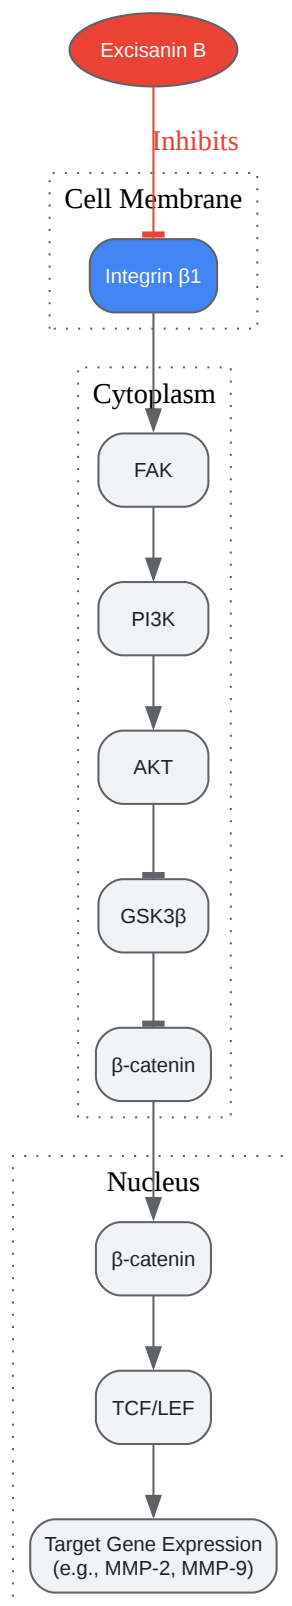 Excisanin B
Inhibits
Cell Membrane
Integrin β1
Cytoplasm
FAK
PI3K
AKT
GSK3β
β-catenin
Nucleus
β-catenin
TCF/LEF
Target Gene Expression
(e.g., MMP-2, MMP-9)